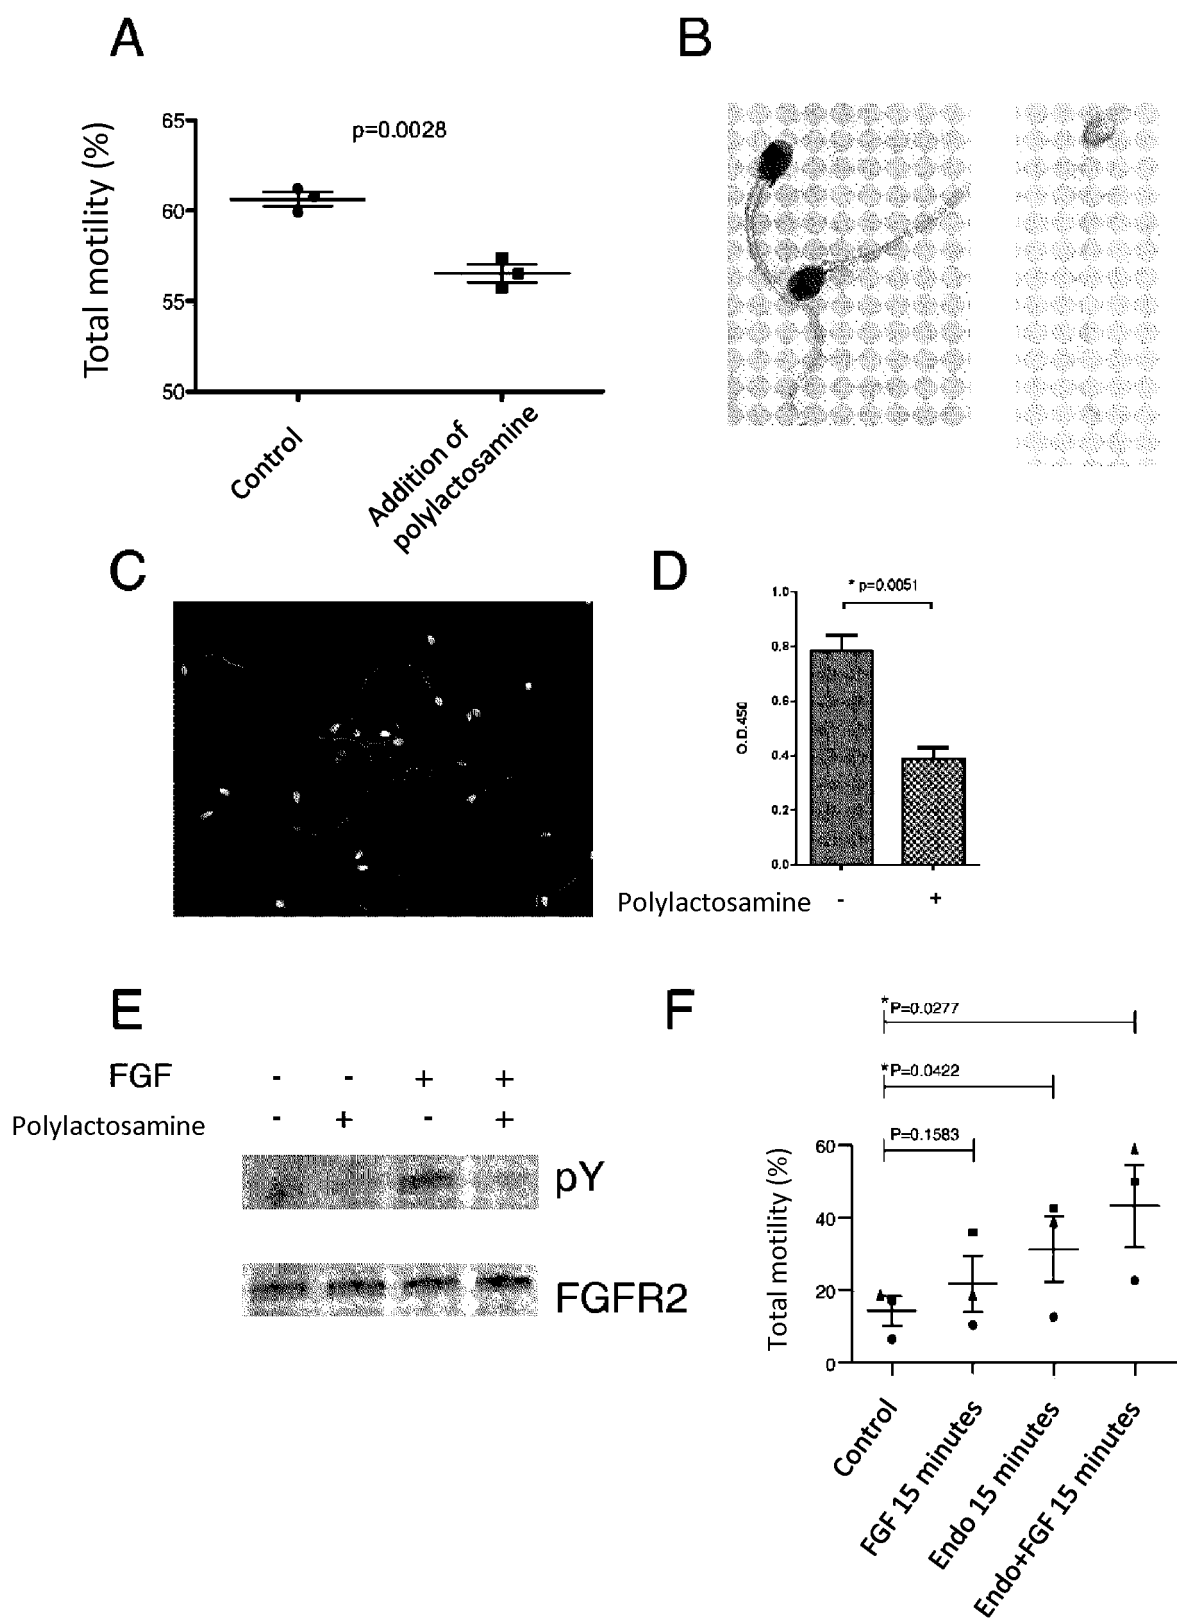 A
B
65
60
55
50
Total motility (%)
p=0.0028
Control
Addition of
polylactosamine
C
D
* p=0.0051
1.0
0.8
0.6
0.4
0.2
0.0
O.D.450
Polylactosamine - +
E
FGF - - + +
Polylactosamine - + - +
pY
FGFR2
F
*P=0.0277
*P=0.0422
P=0.1583
60
40
20
0
Total motility (%)
Control
FGF 15 minutes
Endo 15 minutes
Endo+FGF 15 minutes